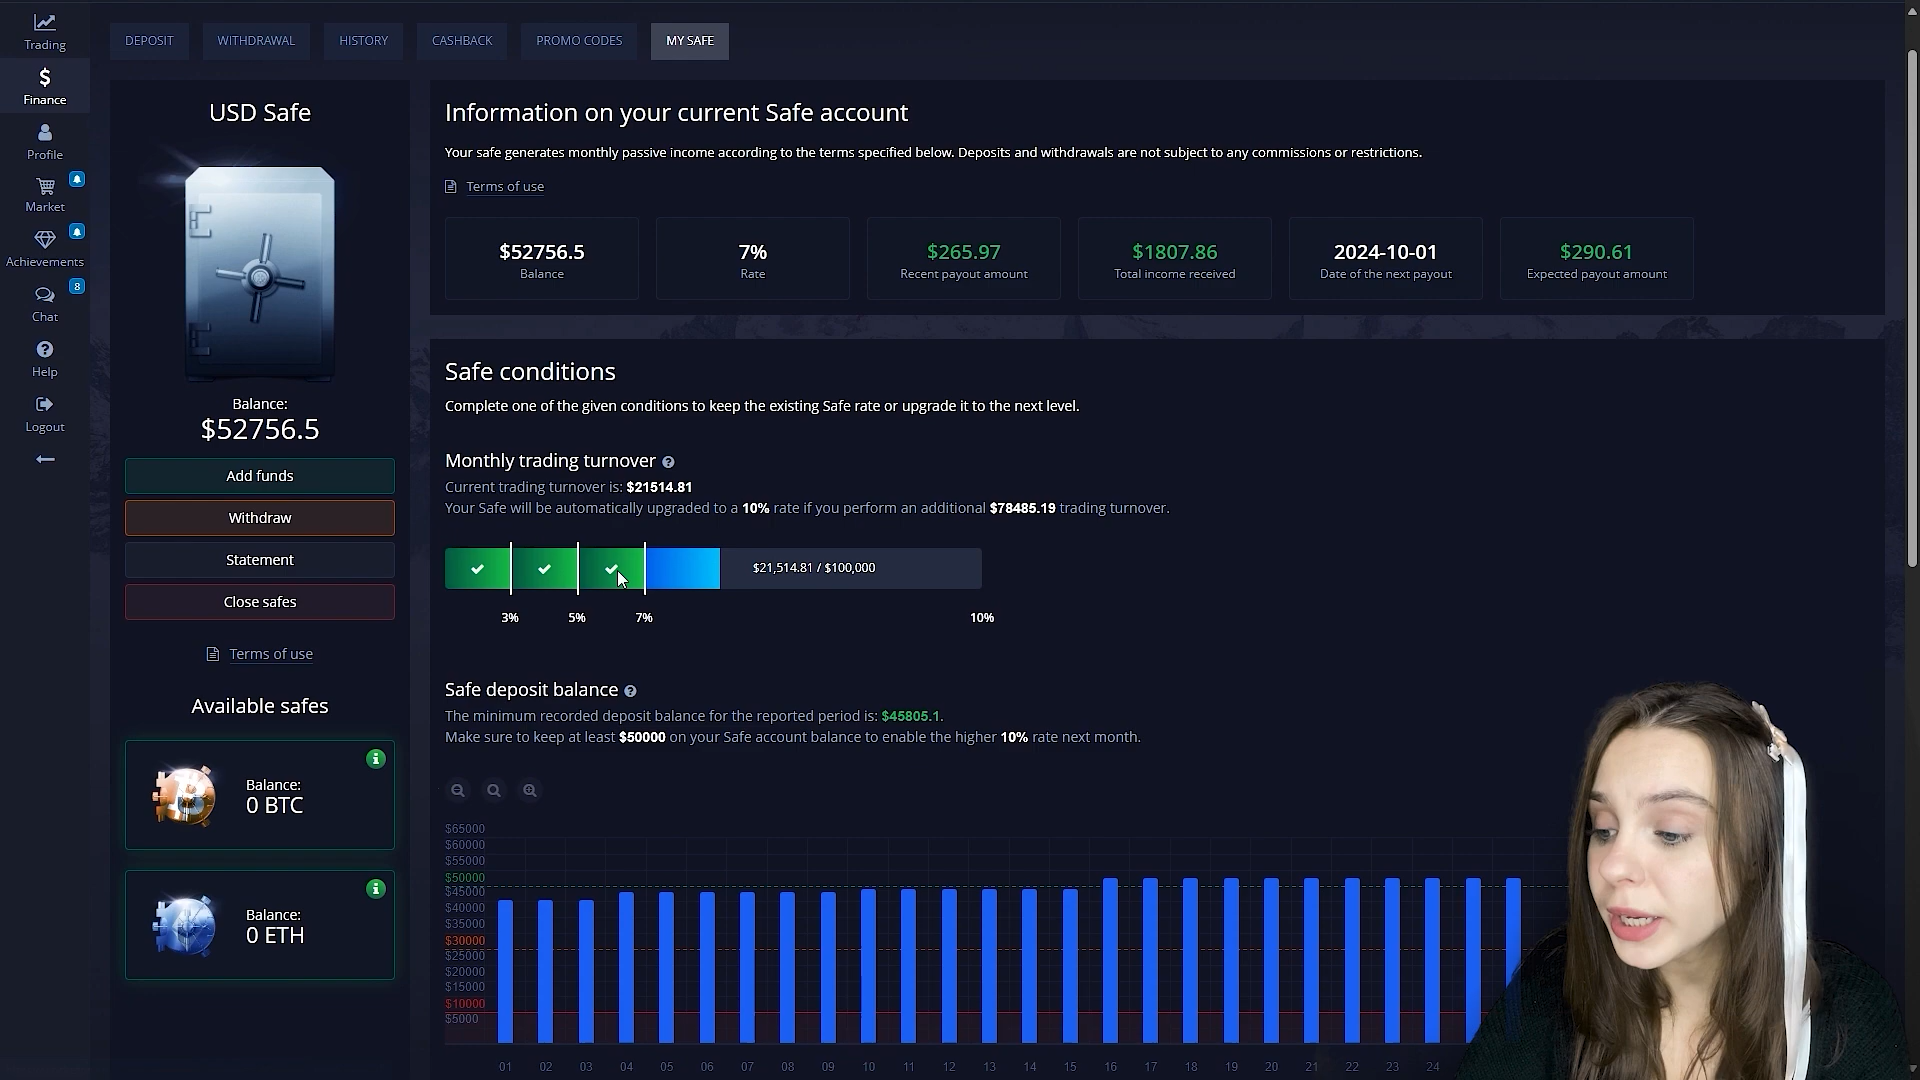 Trading
Finance
Profile
Market
Achievements
8
Chat
Help
Logout
DEPOSIT
WITHDRAWAL
HISTORY
CASHBACK
PROMO CODES
MY SAFE
USD Safe
Balance:
$52756.5
Add funds
Withdraw
Statement
Close safes
Terms of use
Available safes
Balance:
0 BTC
Balance:
0 ETH
Information on your current Safe account
Your safe generates monthly passive income according to the terms specified below. Deposits and withdrawals are not subject to any commissions or restrictions.
Terms of use
$52756.5
Balance
7%
Rate
$265.97
Recent payout amount
$1807.86
Total income received
2024-10-01
Date of the next payout
$290.61
Expected payout amount
Safe conditions
Complete one of the given conditions to keep the existing Safe rate or upgrade it to the next level.
Monthly trading turnover
Current trading turnover is: $21514.81
Your Safe will be automatically upgraded to a 10% rate if you perform an additional $78485.19 trading turnover.
$21,514.81 / $100,000
3% 5% 7% 10%
Safe deposit balance
The minimum recorded deposit balance for the reported period is: $45805.1.
Make sure to keep at least $50000 on your Safe account balance to enable the higher 10% rate next month.
$65000
$60000
$55000
$50000
$45000
$40000
$35000
$30000
$25000
$20000
$15000
$10000
$5000
01 02 03 04 05 06 07 08 09 10 11 12 13 14 15 16 17 18 19 20 21 22 23 24